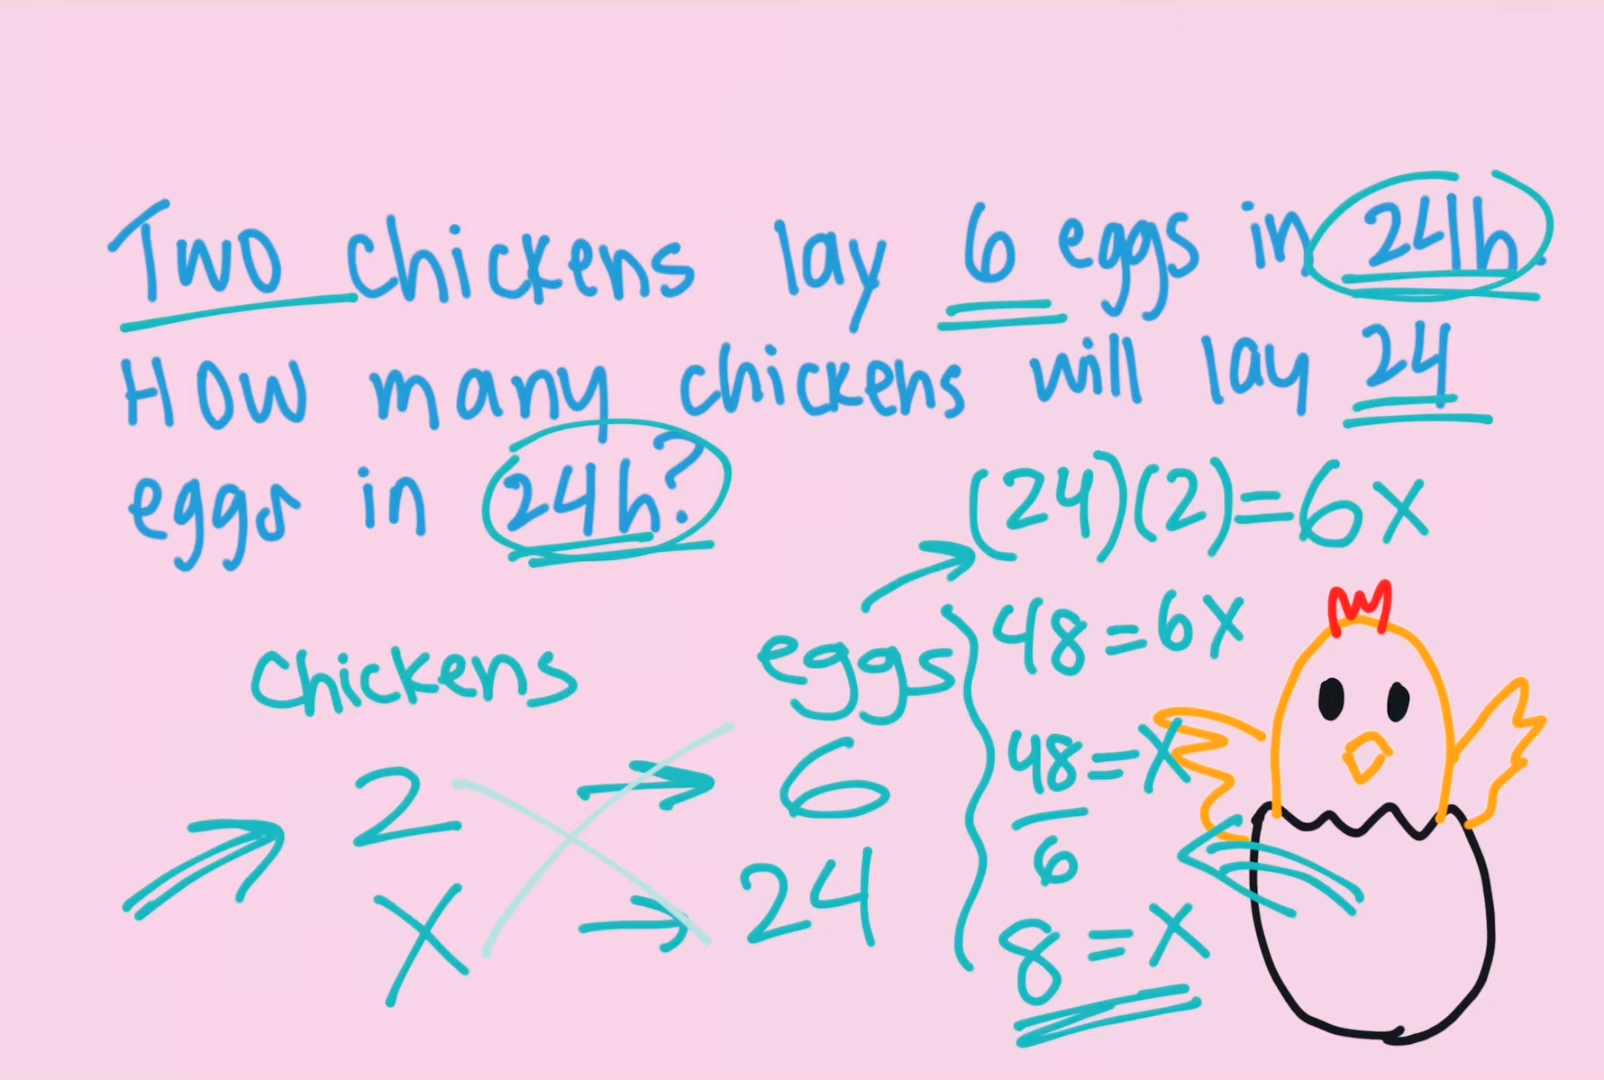 Two chickens lay 6 eggs in 24h.
How many chickens will lay 24
eggs in 24h?
(24)(2)=6x
chickens eggs
2 → 6
x → 24
48=6x
48/6=x
8=x